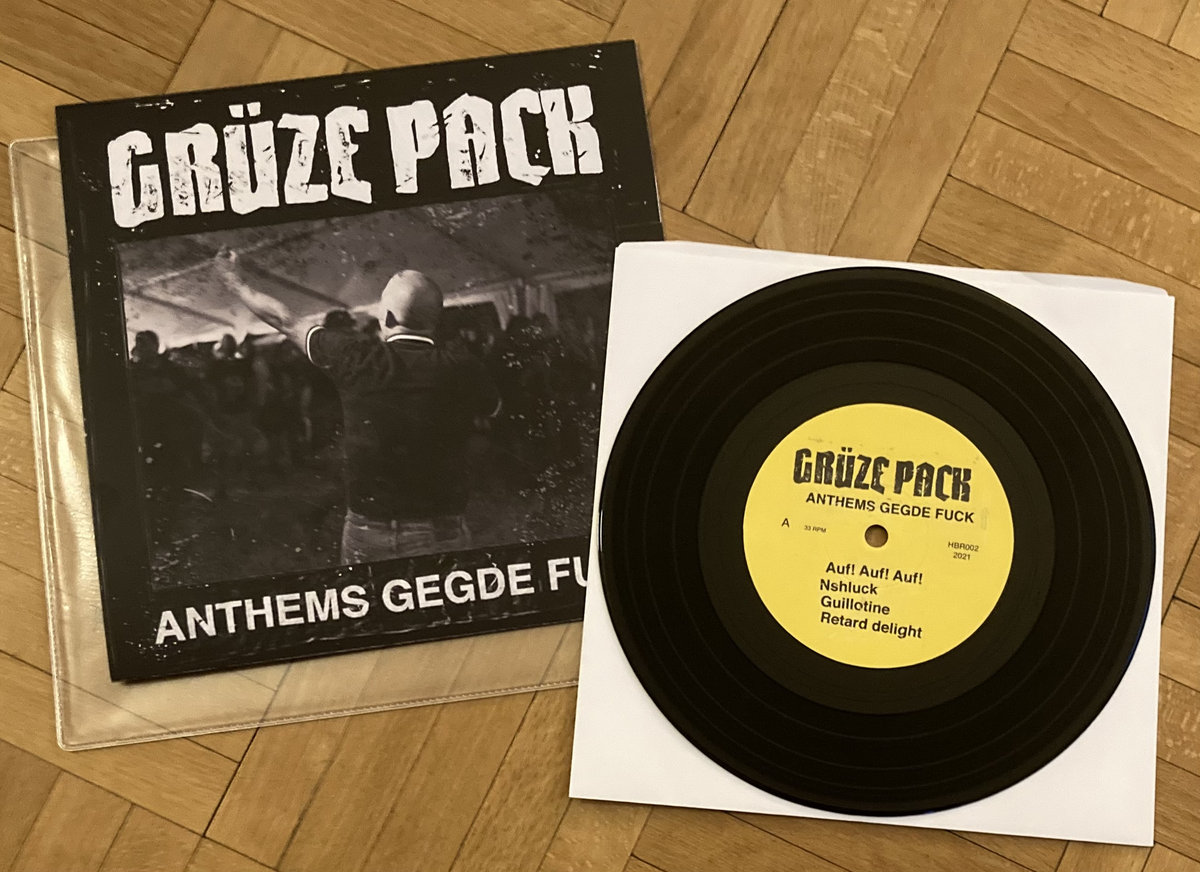 GRÜZE PACK
ANTHEMS GEGDE FU
GRÜZE PACK
ANTHEMS GEGDE FUCK
A 33 RPM
HBR002
2021
Auf! Auf! Auf!
Nshluck
Guillotine
Retard delight